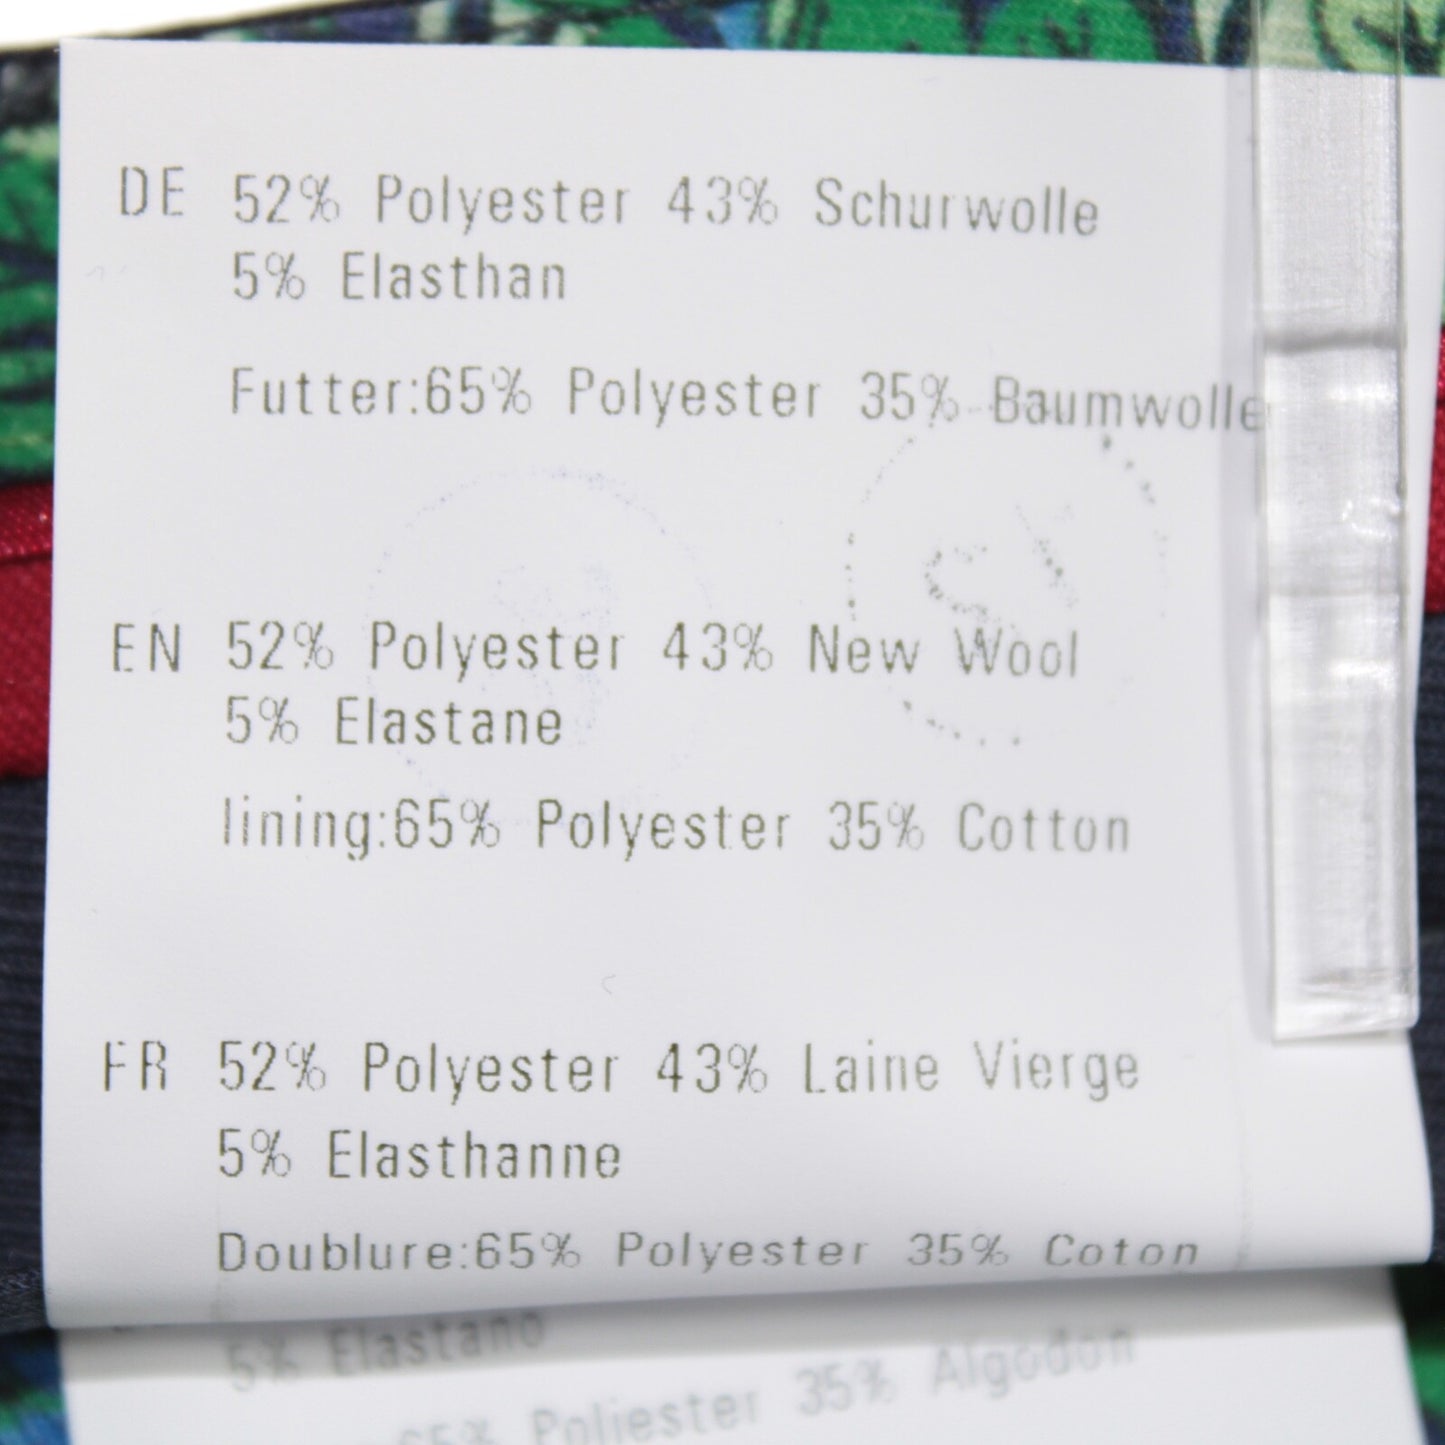 DE 52% Polyester 43% Schurwolle
5% Elasthan
Futter:65% Polyester 35% Baumwolle
EN 52% Polyester 43% New Wool
5% Elastane
lining:65% Polyester 35% Cotton
FR 52% Polyester 43% Laine Vierge
5% Elasthanne
Doublure:65% Polyester 35% Coton
5% Elastano
65% Poliester 35% Algodon